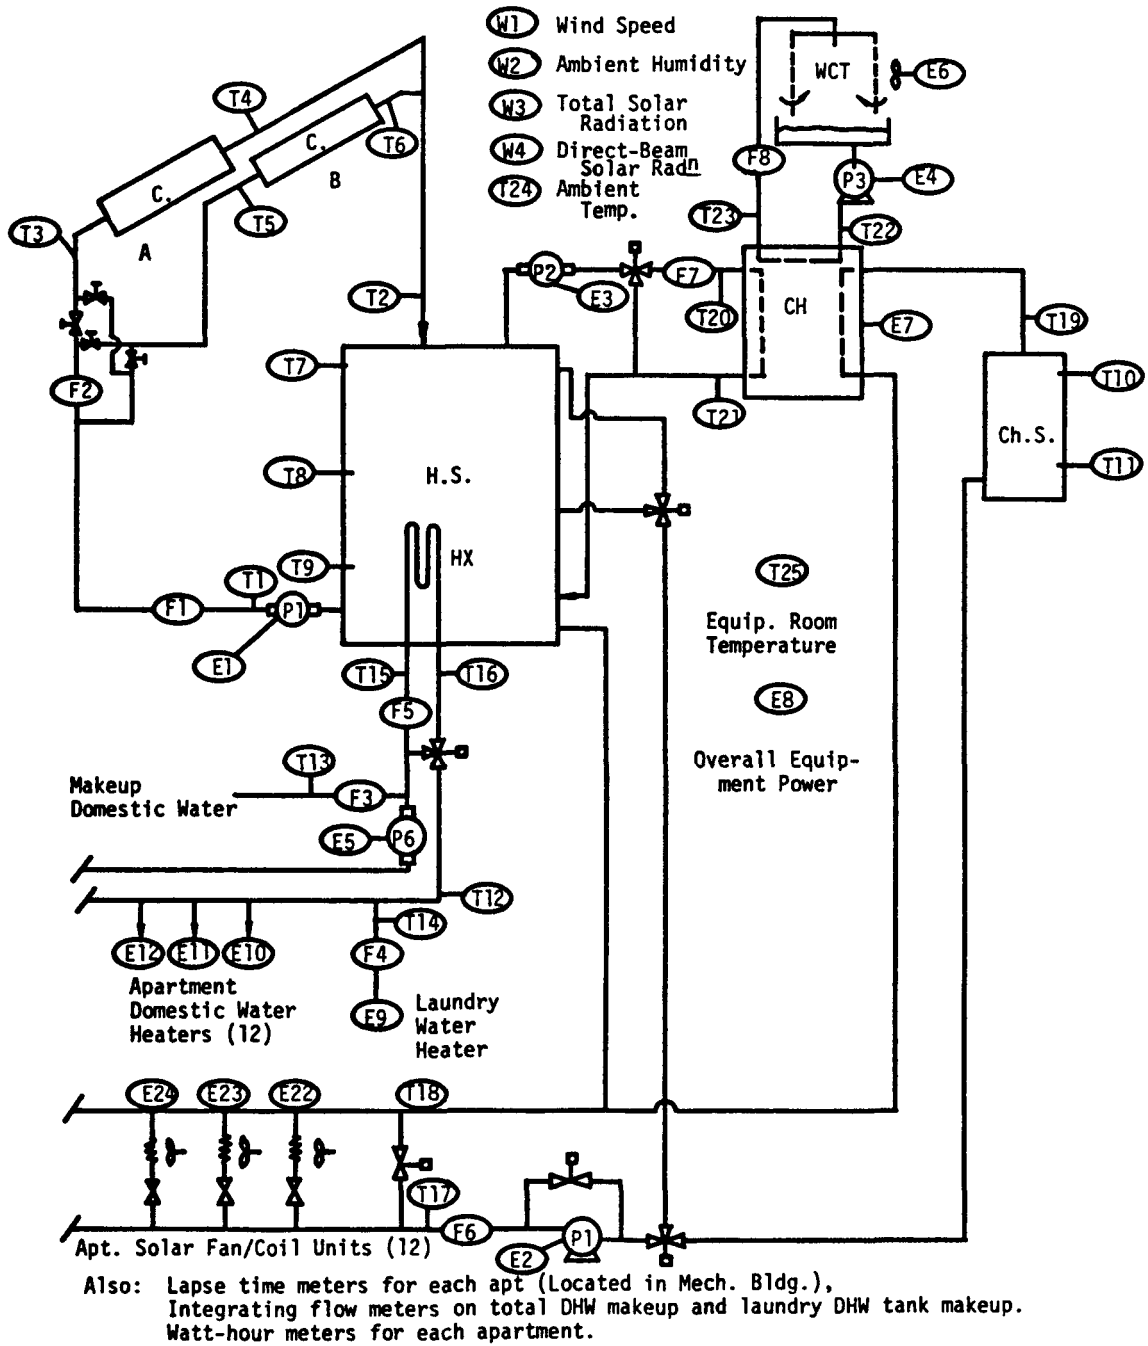 W1 Wind Speed
W2 Ambient Humidity
W3 Total Solar
Radiation
W4 Direct-Beam
Solar Radn
T24 Ambient
Temp.
WCT
E6
F8
P3
E4
T23
T22
T4
C.
C.
T6
B
T5
T3
A
T2
P2
E3
F7
T20
CH
E7
T19
T7
F2
T21
T10
T8
H.S.
Ch.S.
T11
HX
T9
T1
F1
P1
E1
T25
Equip. Room
Temperature
T15
T16
F5
E8
Overall Equip-
ment Power
T13
Makeup
Domestic Water
F3
E5
P6
T12
T14
E12
E11
E10
F4
Apartment
Domestic Water
Heaters (12)
E9
Laundry
Water
Heater
E24
E23
E22
T18
T17
F6
P1
E2
Apt. Solar Fan/Coil Units (12)
Also: Lapse time meters for each apt (Located in Mech. Bldg.),
Integrating flow meters on total DHW makeup and laundry DHW tank makeup.
Watt-hour meters for each apartment.